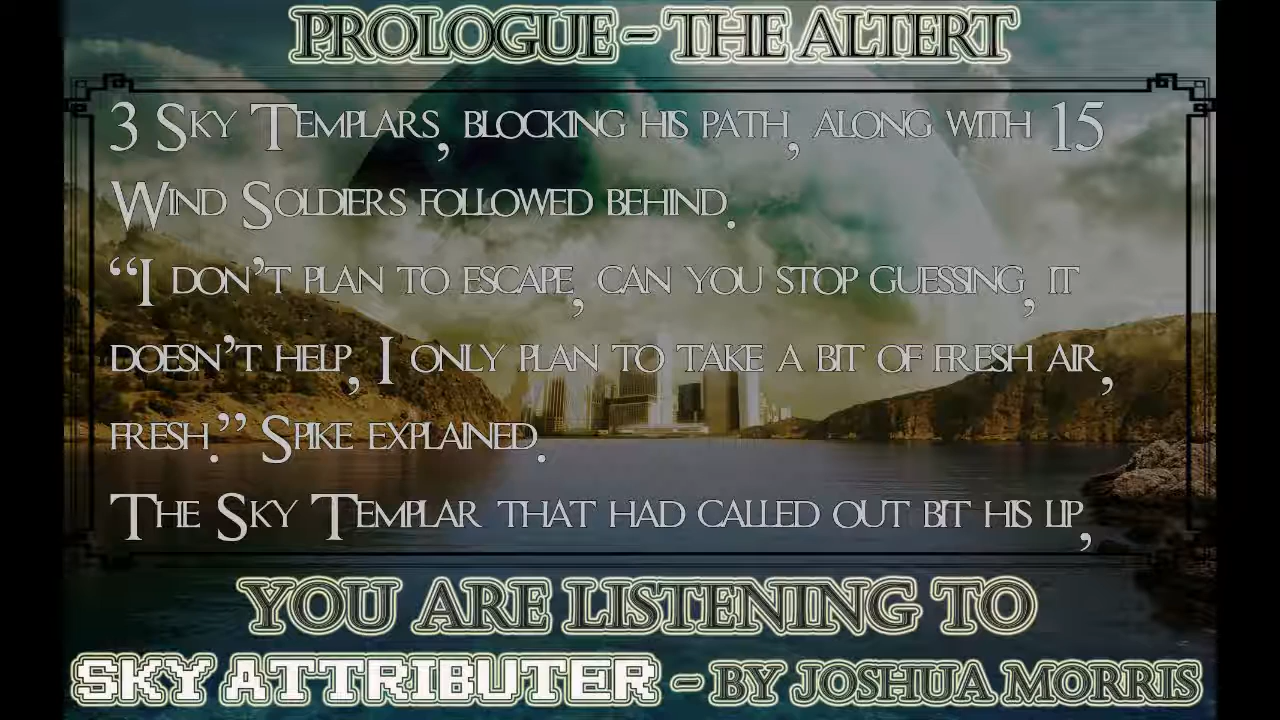 PROLOGUE – THE ALTERT
3 Sky Templars, blocking his path, along with 15
Wind Soldiers followed behind.
“I don’t plan to escape, can you stop guessing, it
doesn’t help, I only plan to take a bit of fresh air,
fresh.” Spike explained.
The Sky Templar that had called out bit his lip,
YOU ARE LISTENING TO
SKY ATTRIBUTER – BY JOSHUA MORRIS